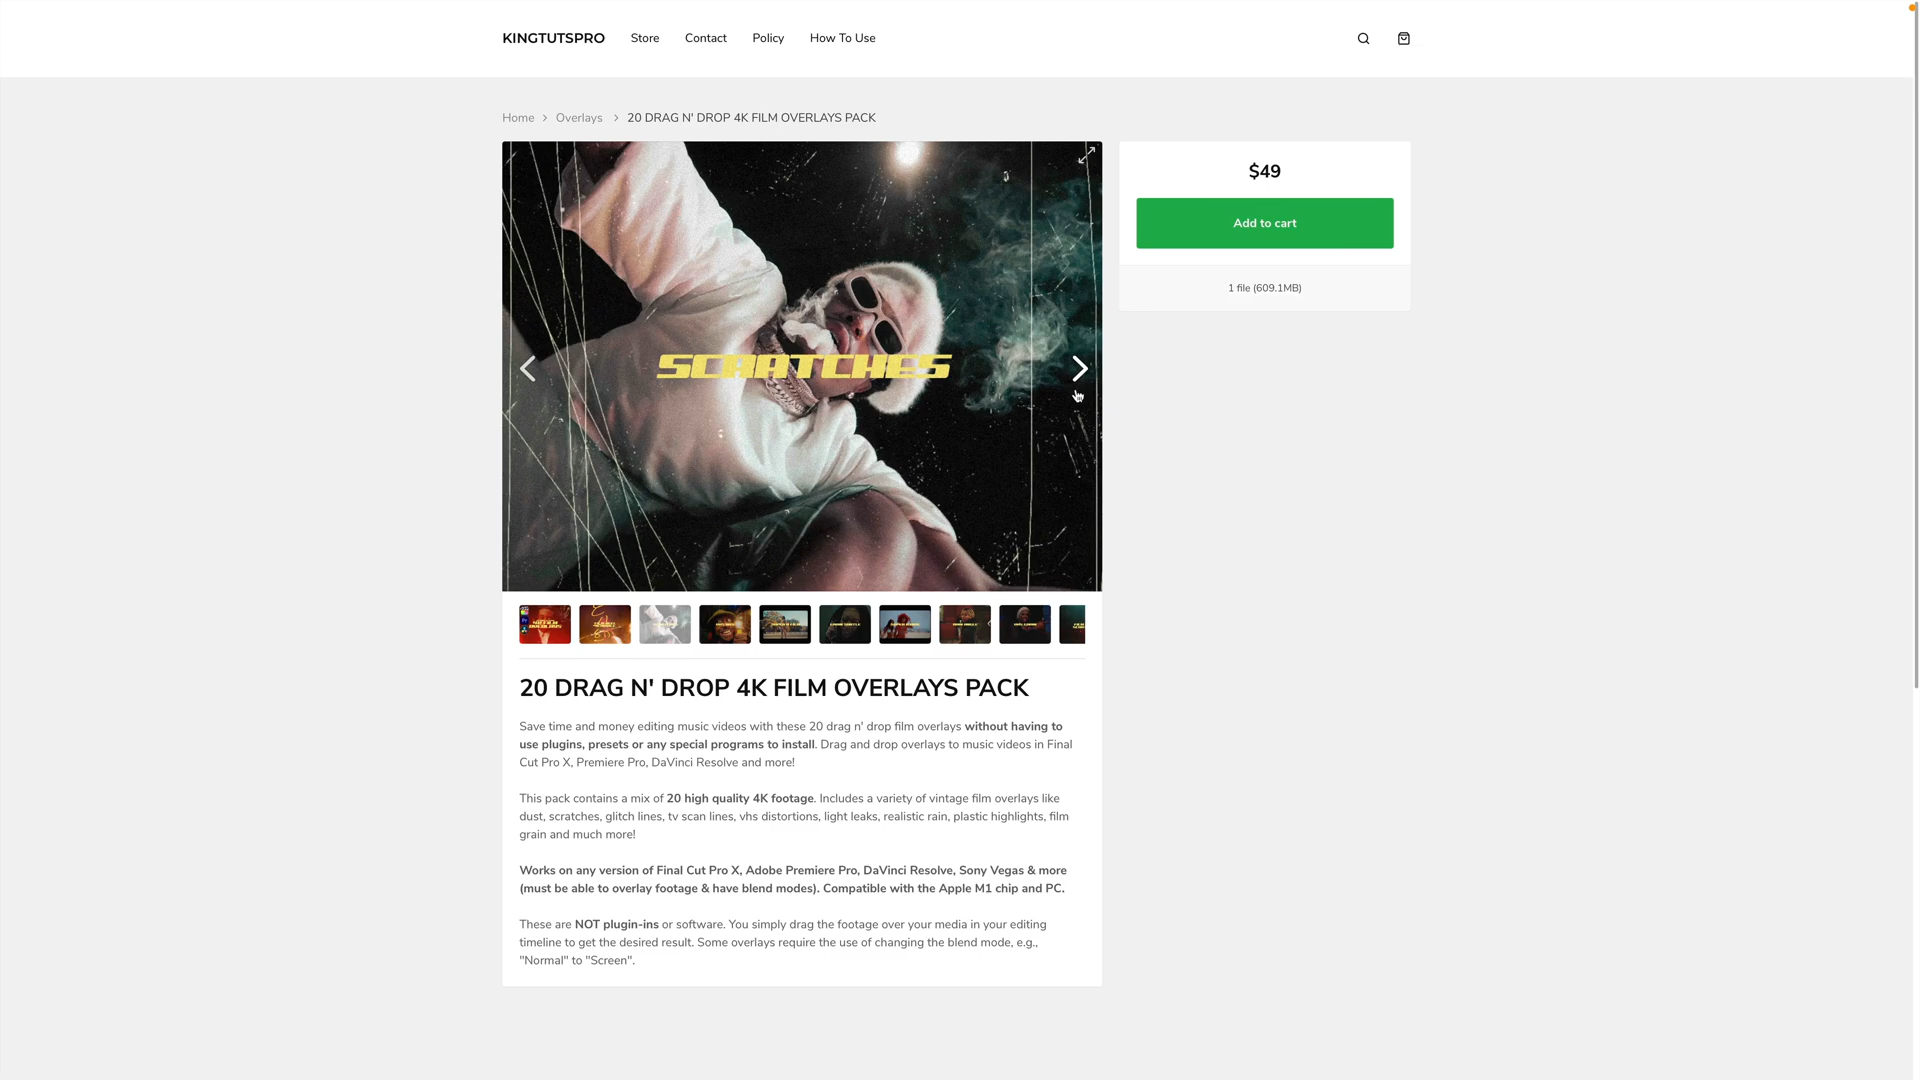 KINGTUTSPRO Store Contact Policy How To Use
Home > Overlays > 20 DRAG N' DROP 4K FILM OVERLAYS PACK
SCRATCHES
$49
Add to cart
1 file (609.1MB)
20 DRAG N' DROP 4K FILM OVERLAYS PACK
Save time and money editing music videos with these 20 drag n' drop film overlays without having to
use plugins, presets or any special programs to install. Drag and drop overlays to music videos in Final
Cut Pro X, Premiere Pro, DaVinci Resolve and more!
This pack contains a mix of 20 high quality 4K footage. Includes a variety of vintage film overlays like
dust, scratches, glitch lines, tv scan lines, vhs distortions, light leaks, realistic rain, plastic highlights, film
grain and much more!
Works on any version of Final Cut Pro X, Adobe Premiere Pro, DaVinci Resolve, Sony Vegas & more
(must be able to overlay footage & have blend modes). Compatible with the Apple M1 chip and PC.
These are NOT plugin-ins or software. You simply drag the footage over your media in your editing
timeline to get the desired result. Some overlays require the use of changing the blend mode, e.g.,
"Normal" to "Screen".